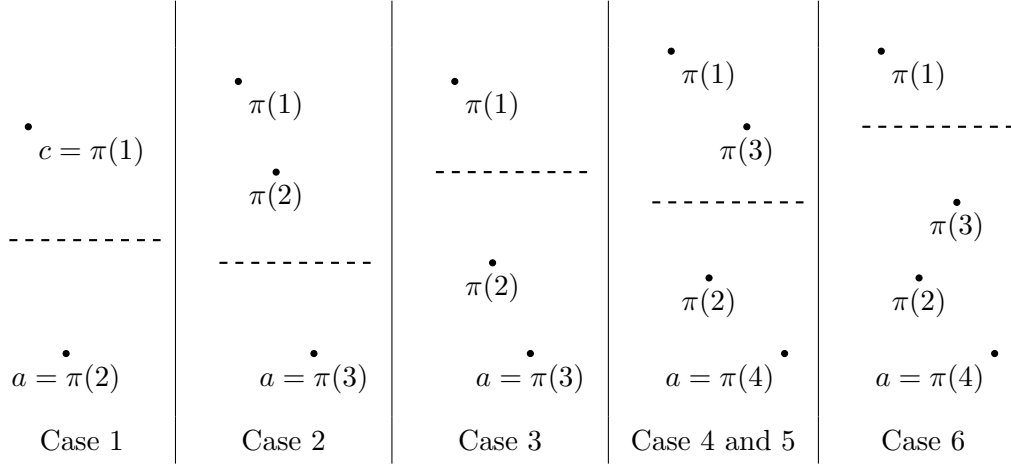 c = π(1)
a = π(2)
Case 1
π(1)
π(2)
a = π(3)
Case 2
π(1)
π(2)
a = π(3)
Case 3
π(1)
π(3)
π(2)
a = π(4)
Case 4 and 5
π(1)
π(3)
π(2)
a = π(4)
Case 6